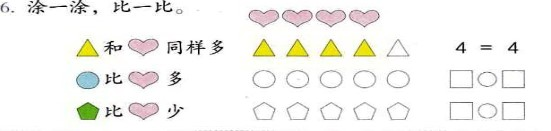 6. 涂一涂，比一比。
和 同样多 4 = 4
比 多
比 少